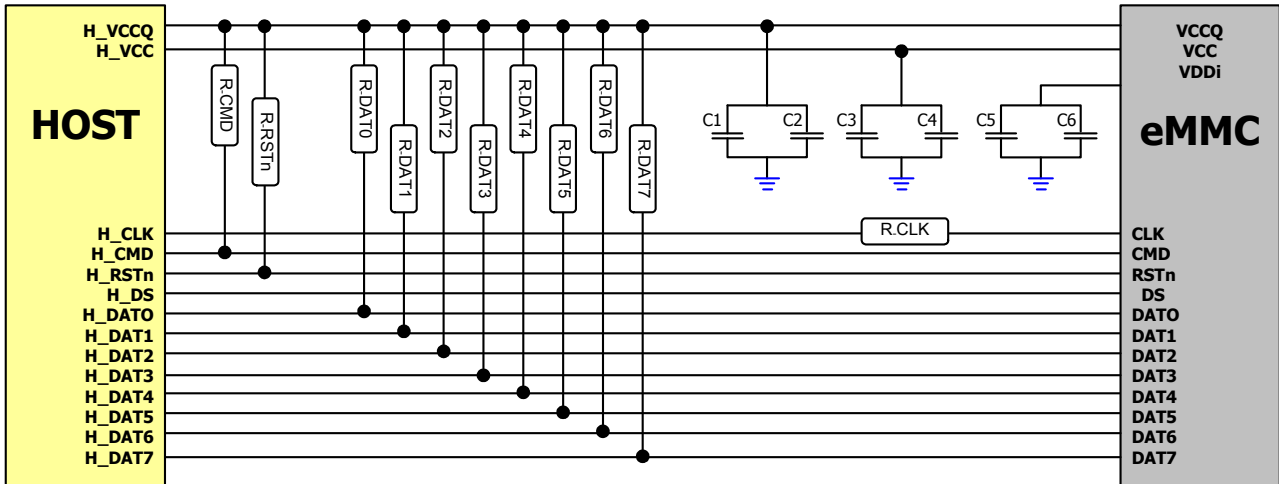 H_VCCQ
H_VCC
HOST
H_CLK
H_CMD
H_RSTn
H_DS
H_DATO
H_DAT1
H_DAT2
H_DAT3
H_DAT4
H_DAT5
H_DAT6
H_DAT7
R.CMD
R.RSTn
R.DAT0
R.DAT1
R.DAT2
R.DAT3
R.DAT4
R.DAT5
R.DAT6
R.DAT7
C1
C2
C3
C4
C5
C6
R.CLK
VCCQ
VCC
VDDi
eMMC
CLK
CMD
RSTn
DS
DATO
DAT1
DAT2
DAT3
DAT4
DAT5
DAT6
DAT7